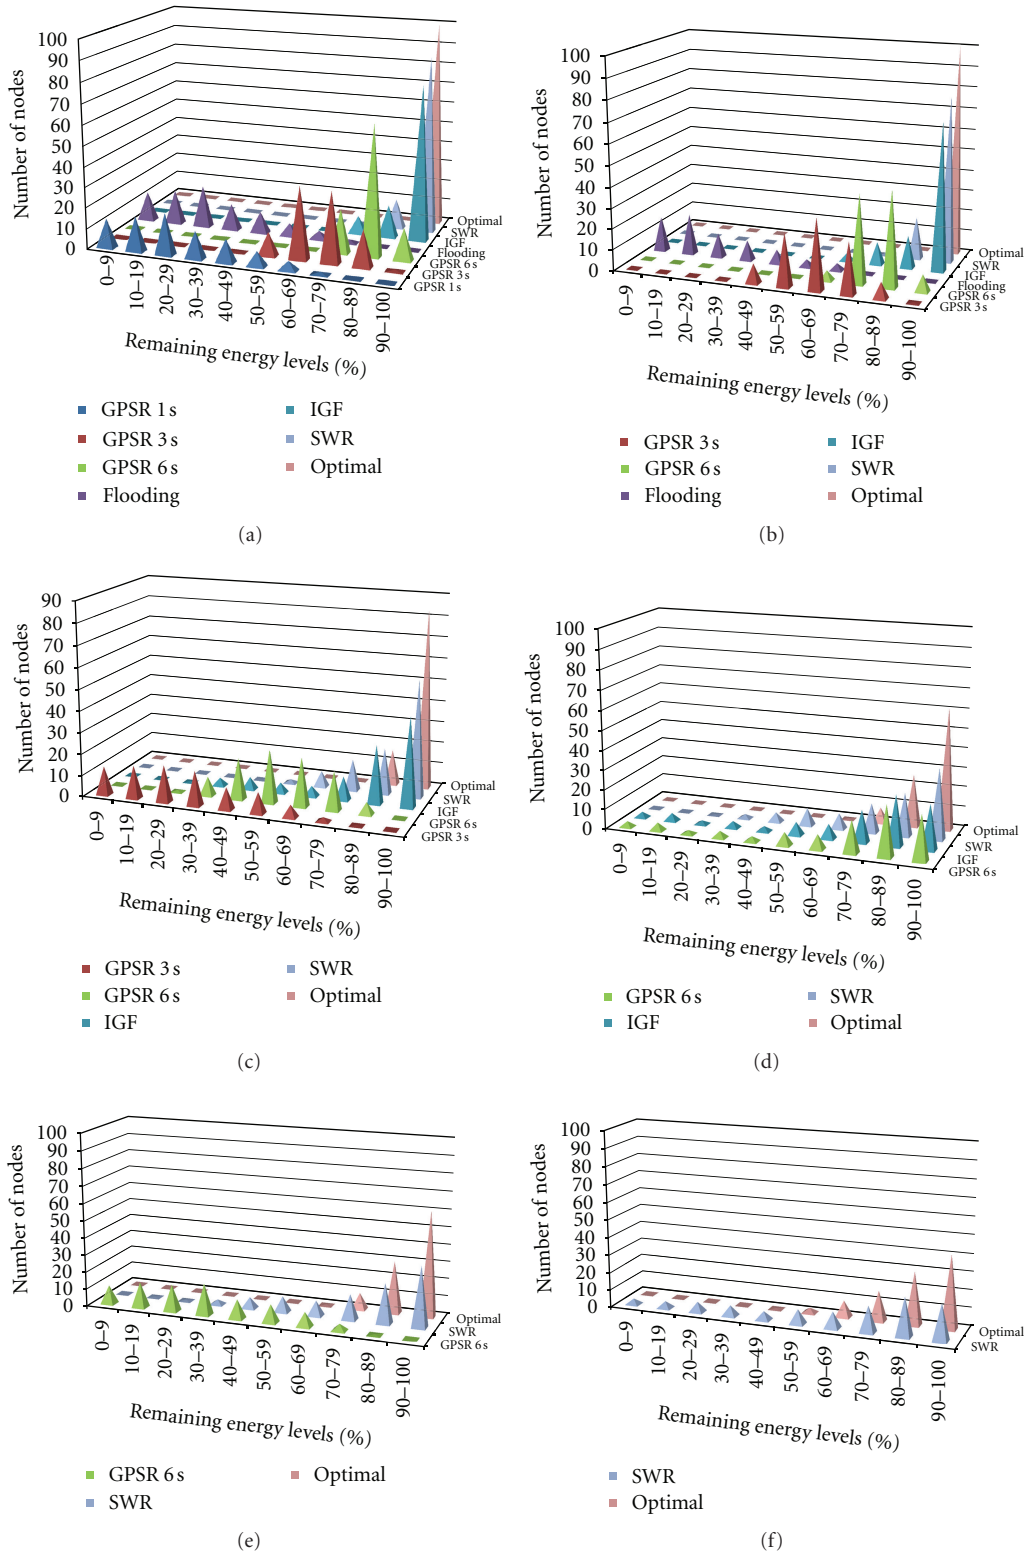 100
90
80
70
60
50
40
30
20
10
0
Number of nodes
0–9
10–19
20–29
30–39
40–49
50–59
60–69
70–79
80–89
90–100
Remaining energy levels (%)
Optimal
SWR
IGF
Flooding
GPSR 6 s
GPSR 3 s
GPSR 1 s
GPSR 1 s
GPSR 3 s
GPSR 6 s
Flooding
IGF
SWR
Optimal
(a)
100
90
80
70
60
50
40
30
20
10
0
Number of nodes
0–9
10–19
20–29
30–39
40–49
50–59
60–69
70–79
80–89
90–100
Remaining energy levels (%)
Optimal
SWR
IGF
Flooding
GPSR 6 s
GPSR 3 s
GPSR 3 s
GPSR 6 s
Flooding
IGF
SWR
Optimal
(b)
90
80
70
60
50
40
30
20
10
0
Number of nodes
0–9
10–19
20–29
30–39
40–49
50–59
60–69
70–79
80–89
90–100
Remaining energy levels (%)
Optimal
SWR
IGF
GPSR 6 s
GPSR 3 s
GPSR 3 s
GPSR 6 s
IGF
SWR
Optimal
(c)
100
90
80
70
60
50
40
30
20
10
0
Number of nodes
0–9
10–19
20–29
30–39
40–49
50–59
60–69
70–79
80–89
90–100
Remaining energy levels (%)
Optimal
SWR
IGF
GPSR 6 s
GPSR 6 s
IGF
SWR
Optimal
(d)
100
90
80
70
60
50
40
30
20
10
0
Number of nodes
0–9
10–19
20–29
30–39
40–49
50–59
60–69
70–79
80–89
90–100
Remaining energy levels (%)
Optimal
SWR
GPSR 6 s
GPSR 6 s
SWR
Optimal
(e)
100
90
80
70
60
50
40
30
20
10
0
Number of nodes
0–9
10–19
20–29
30–39
40–49
50–59
60–69
70–79
80–89
90–100
Remaining energy levels (%)
Optimal
SWR
SWR
Optimal
(f)